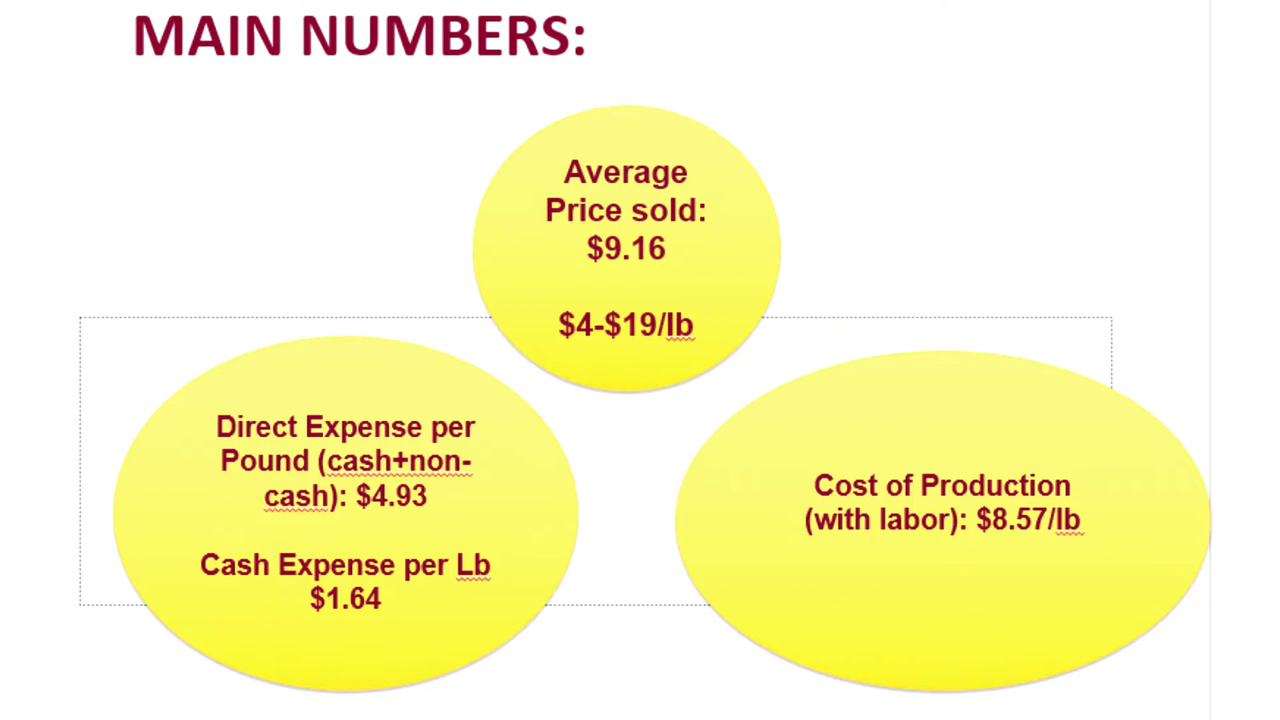 MAIN NUMBERS:
Average
Price sold:
$9.16
$4-$19/lb
Direct Expense per
Pound (cash+non-
cash): $4.93
Cash Expense per Lb
$1.64
Cost of Production
(with labor): $8.57/lb